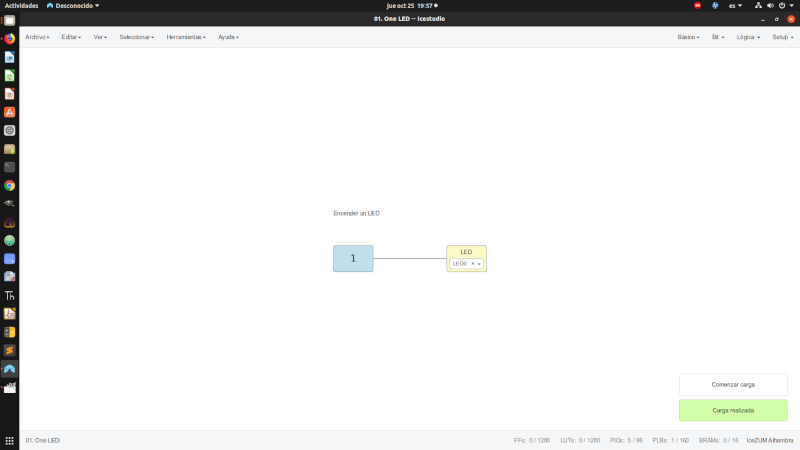 Actividades Desconocido jue oct 25 19:57 es
01. One LED — Icestudio
Archivo Editar Ver Seleccionar Herramientas Ayuda Básico Bit Lógica Setup
Encender un LED
1
LED
LED0
Comenzar carga
Carga realizada
01. One LED FFs: 0 / 1280 LUTs: 0 / 1280 PIOs: 5 / 96 PLBs: 1 / 160 BRAMs: 0 / 16 IceZUM Alhambra